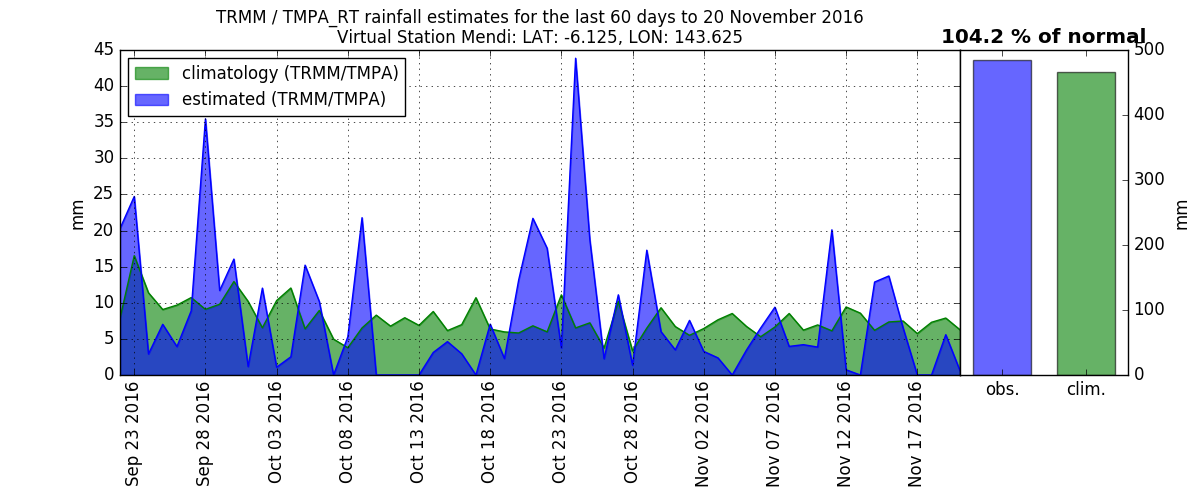 TRMM / TMPA_RT rainfall estimates for the last 60 days to 20 November 2016
Virtual Station Mendi: LAT: -6.125, LON: 143.625
104.2 % of normal
climatology (TRMM/TMPA)
estimated (TRMM/TMPA)
mm
45
40
35
30
25
20
15
10
5
0
Sep 23 2016
Sep 28 2016
Oct 03 2016
Oct 08 2016
Oct 13 2016
Oct 18 2016
Oct 23 2016
Oct 28 2016
Nov 02 2016
Nov 07 2016
Nov 12 2016
Nov 17 2016
obs.
clim.
500
400
300
200
100
0
mm